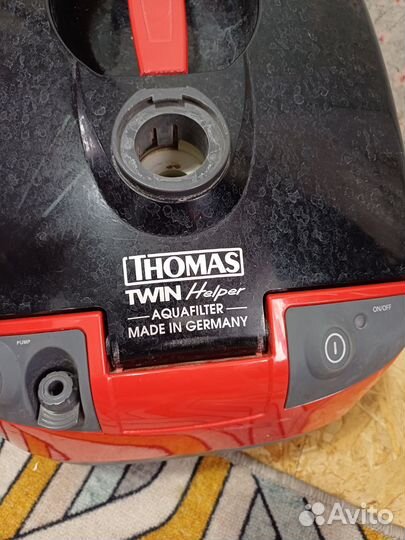 THOMAS
TWIN Helper
AQUAFILTER
MADE IN GERMANY
PUMP
ON/OFF
Avito